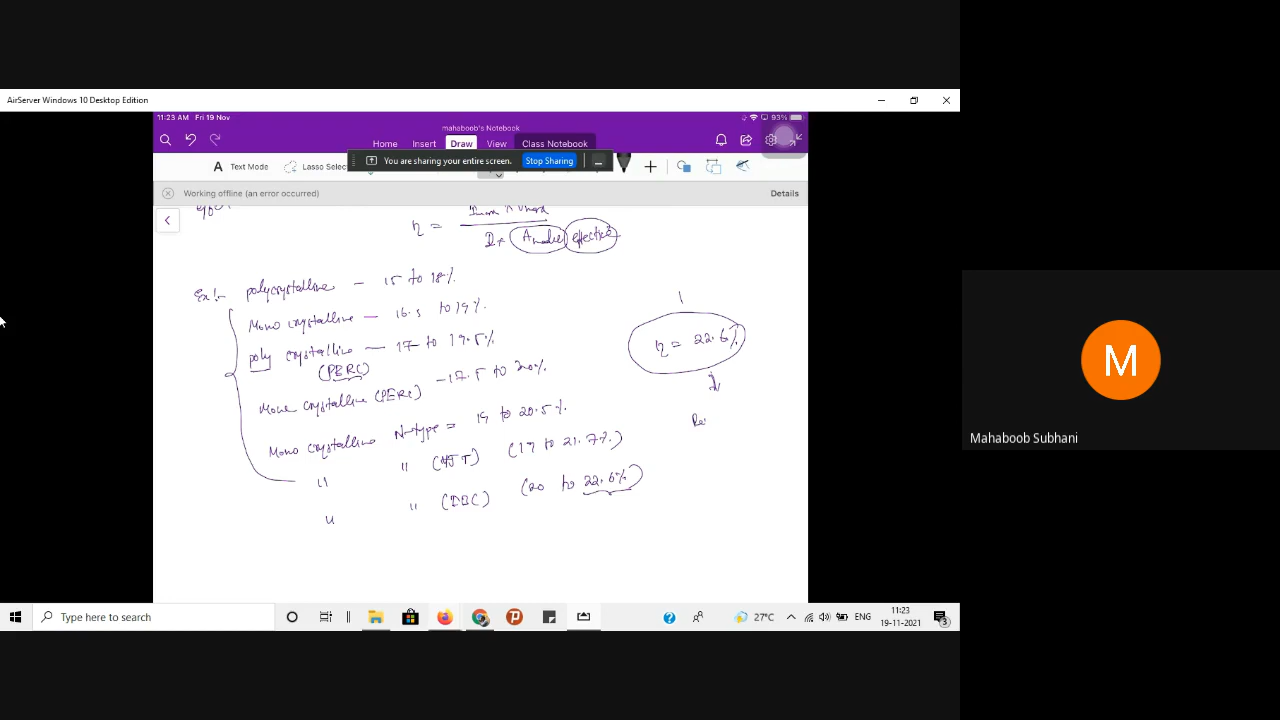 AirServer Windows 10 Desktop Edition
11:23 AM Fri 19 Nov
93%
mahaboob's Notebook
Home Insert Draw View Class Notebook
Text Mode
Lasso Selec
You are sharing your entire screen. Stop Sharing
Working offline (an error occurred) Details
η =
effective
Ex:- polycrystalline - 15 to 18%
Mono crystalline - 16.5 to 19%
poly crystalline - 17 to 19.5%
(PERC)
Mono crystalline (PERC) - 17.5 to 20%
Mono crystalline N-type = 19 to 20.5%
" " (HJT) (19 to 21.7%)
" " (IBC) (20 to 22.6%)
η = 22.6%
M
Mahaboob Subhani
Type here to search
27°C
ENG
11:23
19-11-2021
3